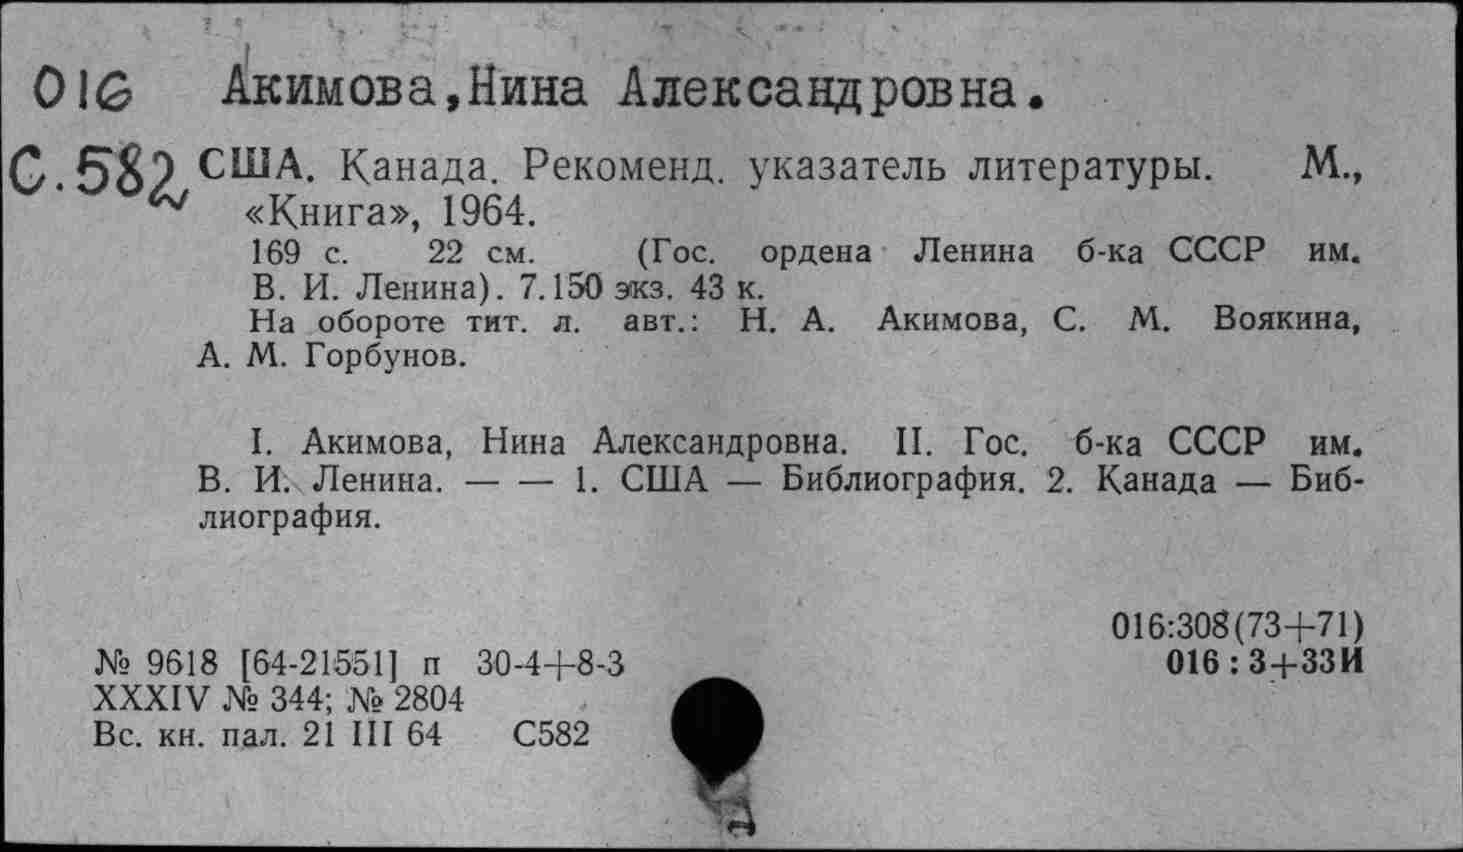 016 Акимова,Нина Александровна.
С.582 США. Канада. Рекоменд. указатель литературы. М.,
«Книга», 1964.
169 с. 22 см. (Гос. ордена Ленина б-ка СССР им.
В. И. Ленина). 7.150 экз. 43 к.
На обороте тит. л. авт.: Н. А. Акимова, С. М. Воякина,
А. М. Горбунов.
I. Акимова, Нина Александровна. II. Гос. б-ка СССР им.
В. И. Ленина. — — 1. США — Библиография. 2. Канада — Биб-
лиография.
016:308(73+71)
№ 9618 [64-21551] п 30-4+8-3
016 : 3+33И
XXXIV № 344; № 2804
Вс. кн. пал. 21 III 64 С582